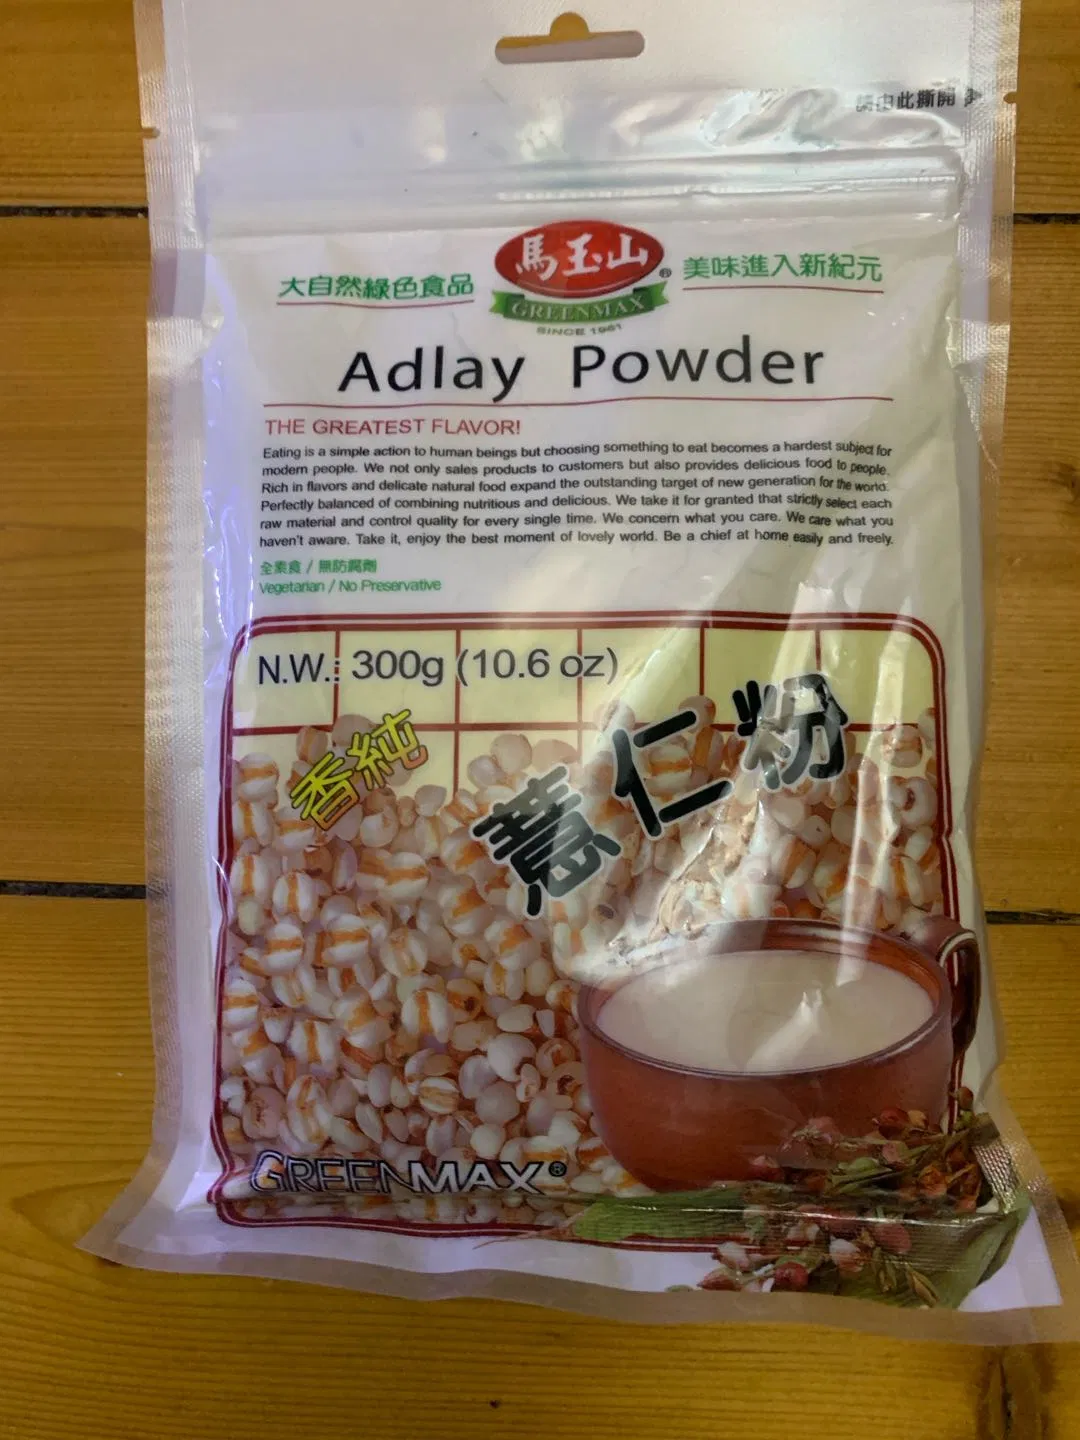 請由此撕開
馬玉山®
GREENMAX
SINCE 1961
大自然綠色食品
美味進入新紀元
Adlay Powder
THE GREATEST FLAVOR!
Eating is a simple action to human beings but choosing something to eat becomes a hardest subject for
modern people. We not only sales products to customers but also provides delicious food to people.
Rich in flavors and delicate natural food expand the outstanding target of new generation for the world.
Perfectly balanced of combining nutritious and delicious. We take it for granted that strictly select each
raw material and control quality for every single time. We concern what you care. We care what you
haven't aware. Take it, enjoy the best moment of lovely world. Be a chief at home easily and freely.
全素食 / 無防腐劑
Vegetarian / No Preservative
N.W.: 300g (10.6 oz)
香純
薏仁粉
GREENMAX®